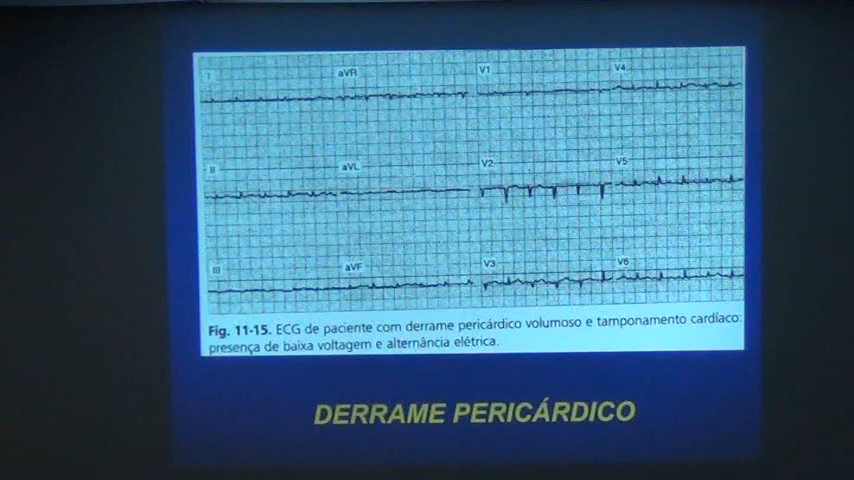 I aVR V1 V4
II aVL V2 V5
III aVF V3 V6
Fig. 11-15. ECG de paciente com derrame pericárdico volumoso e tamponamento cardíaco:
presença de baixa voltagem e alternância elétrica.
DERRAME PERICÁRDICO